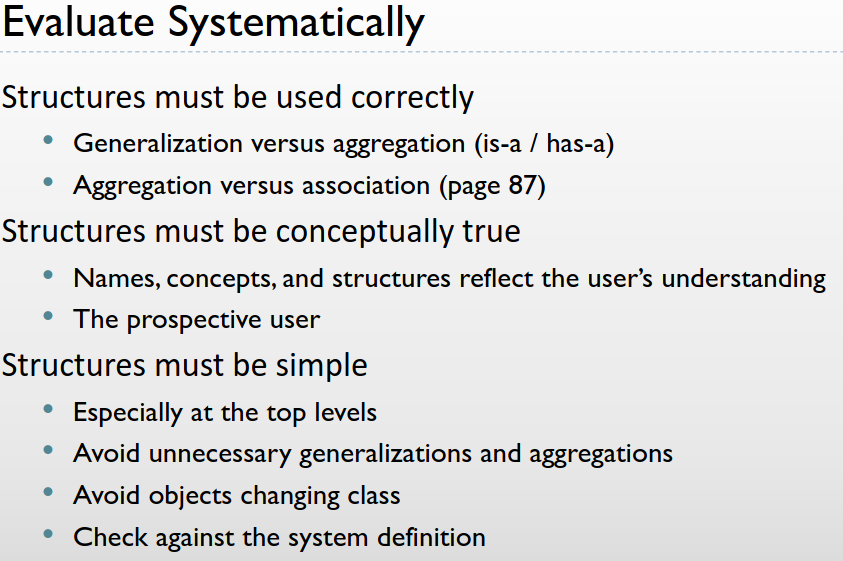 Evaluate Systematically
Structures must be used correctly
• Generalization versus aggregation (is-a / has-a)
• Aggregation versus association (page 87)
Structures must be conceptually true
• Names, concepts, and structures reflect the user's understanding
• The prospective user
Structures must be simple
• Especially at the top levels
• Avoid unnecessary generalizations and aggregations
• Avoid objects changing class
• Check against the system definition